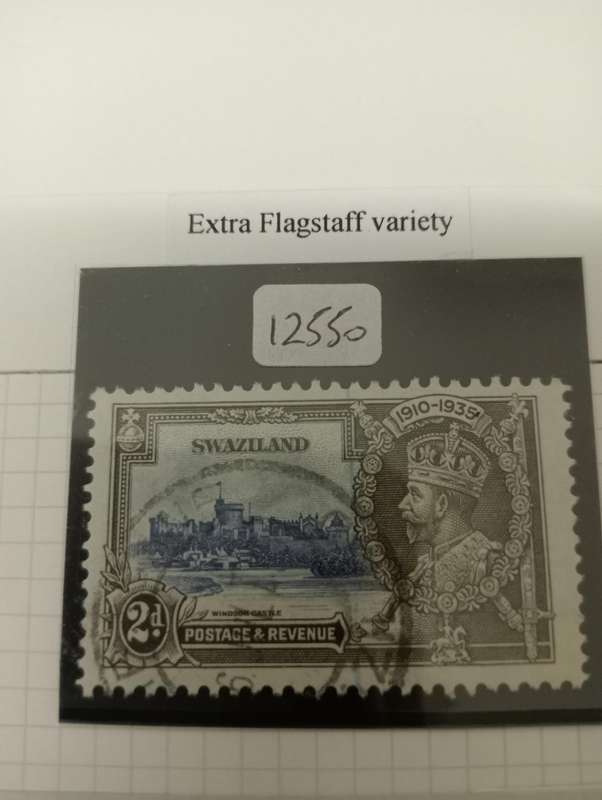 Extra Flagstaff variety
12550
1910-1935
SWAZILAND
WINDSOR CASTLE
2d.
POSTAGE & REVENUE